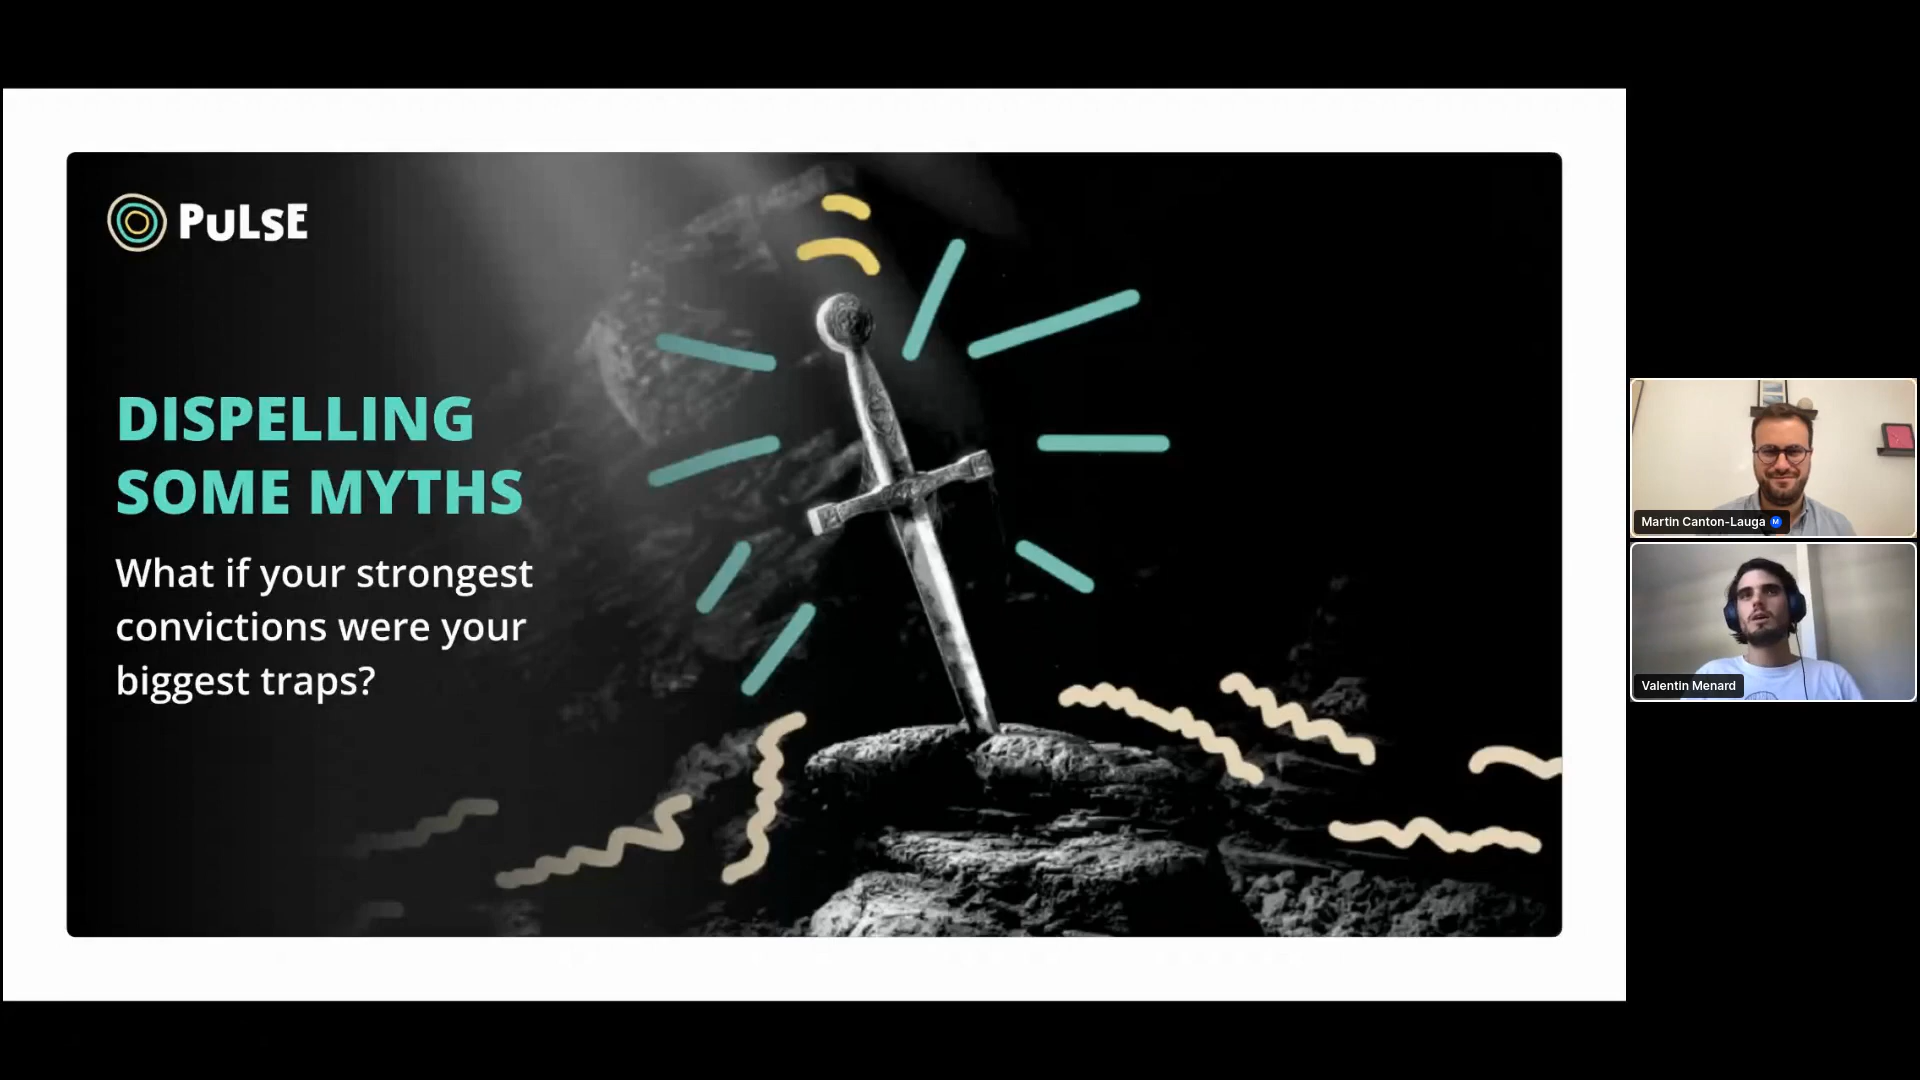 PULSE
DISPELLING
SOME MYTHS
What if your strongest
convictions were your
biggest traps?
Martin Canton-Lauga M
Valentin Menard